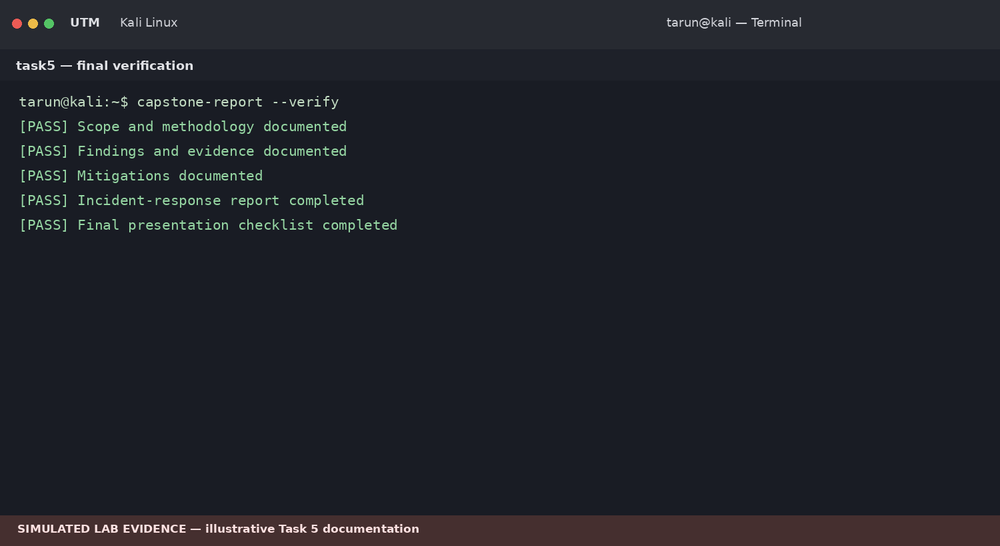 UTM Kali Linux tarun@kali — Terminal
task5 — final verification
tarun@kali:~$ capstone-report --verify
[PASS] Scope and methodology documented
[PASS] Findings and evidence documented
[PASS] Mitigations documented
[PASS] Incident-response report completed
[PASS] Final presentation checklist completed
SIMULATED LAB EVIDENCE — illustrative Task 5 documentation